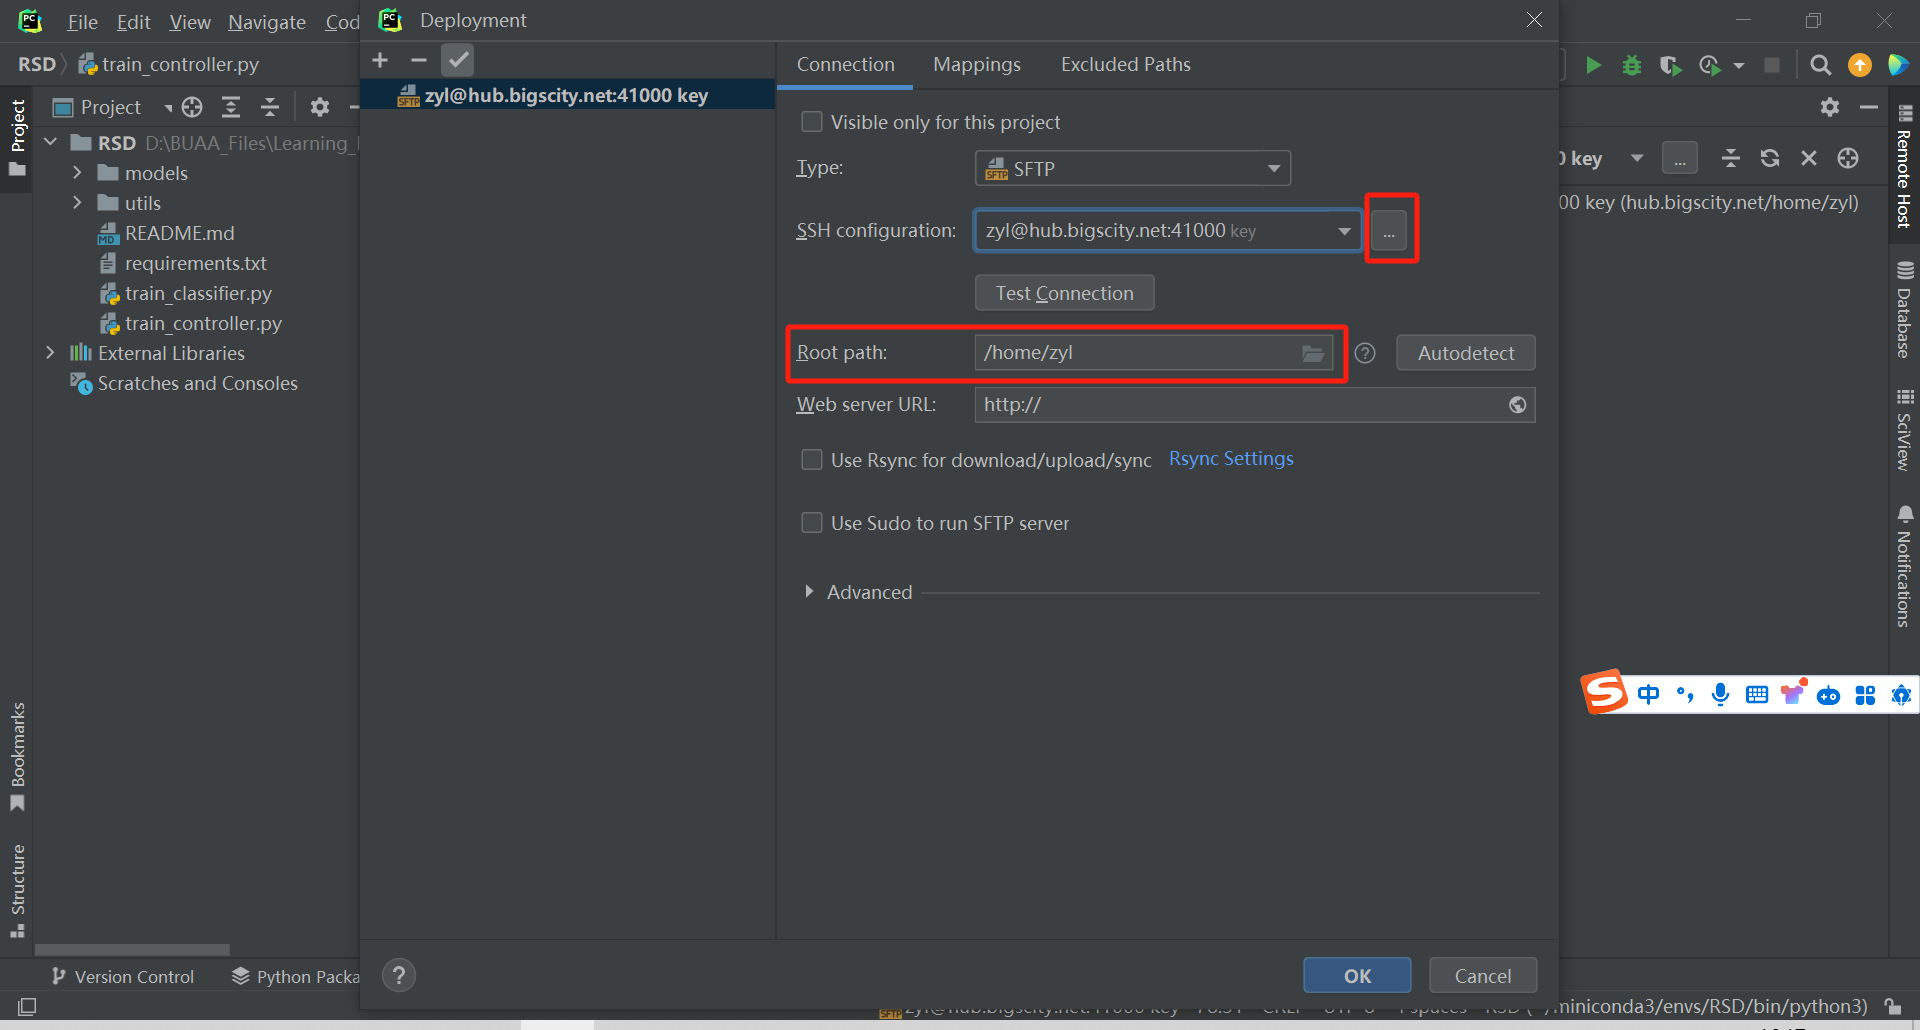 File Edit View Navigate Cod
Deployment
RSD train_controller.py
Connection Mappings Excluded Paths
Project
Project
zyl@hub.bigscity.net:41000 key
RSD D:\BUAA_Files\Learning_
models
utils
README.md
requirements.txt
train_classifier.py
train_controller.py
External Libraries
Scratches and Consoles
Visible only for this project
Type: SFTP
SSH configuration: zyl@hub.bigscity.net:41000 key ...
Test Connection
Root path: /home/zyl Autodetect
Web server URL: http://
Use Rsync for download/upload/sync Rsync Settings
Use Sudo to run SFTP server
Advanced
0 key ...
00 key (hub.bigscity.net/home/zyl)
Remote Host
Database
SciView
Notifications
中
Bookmarks
Structure
OK Cancel
Version Control Python Packa
miniconda3/envs/RSD/bin/python3)